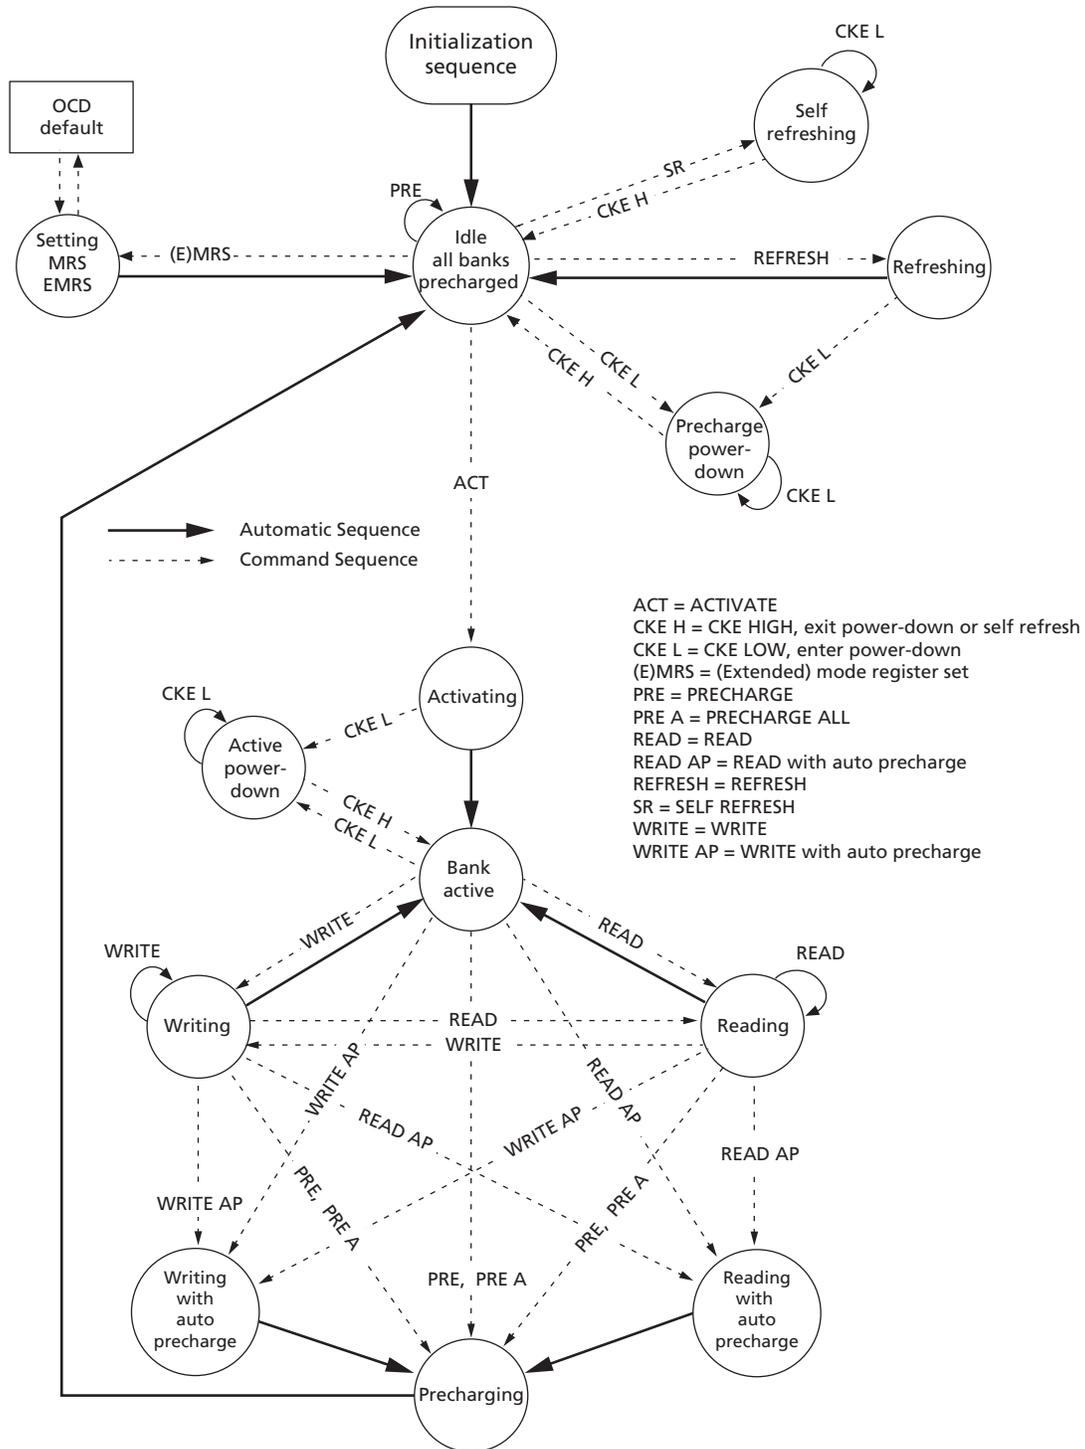 Initialization
sequence
CKE L
OCD
default
Self
refreshing
SR
PRE
CKE H
Setting
MRS
EMRS
(E)MRS
Idle
all banks
precharged
REFRESH
Refreshing
CKE H
CKE L
CKE L
Precharge
power-
down
CKE L
ACT
Automatic Sequence
Command Sequence
ACT = ACTIVATE
CKE H = CKE HIGH, exit power-down or self refresh
CKE L = CKE LOW, enter power-down
(E)MRS = (Extended) mode register set
PRE = PRECHARGE
PRE A = PRECHARGE ALL
READ = READ
READ AP = READ with auto precharge
REFRESH = REFRESH
SR = SELF REFRESH
WRITE = WRITE
WRITE AP = WRITE with auto precharge
Activating
CKE L
CKE L
Active
power-
down
CKE H
CKE L
Bank
active
WRITE
READ
WRITE
READ
Writing
READ
WRITE
Reading
WRITE AP
READ AP
READ AP
WRITE AP
READ AP
WRITE AP
PRE, PRE A
PRE, PRE A
PRE, PRE A
Writing
with
auto
precharge
Reading
with
auto
precharge
Precharging